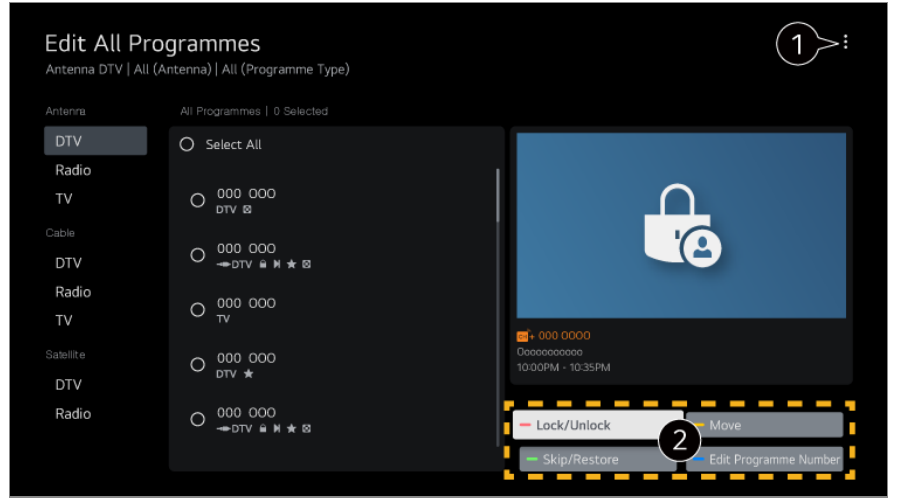 Edit All Programmes
Antenna DTV | All (Antenna) | All (Programme Type)
1
Antenna
DTV
Radio
TV
Cable
DTV
Radio
TV
Satellite
DTV
Radio
All Programmes | 0 Selected
Select All
000 000
DTV
000 000
DTV
000 000
TV
000 000
DTV
000 000
DTV
CH+ 000 0000
Ooooooooooo
10:00PM - 10:35PM
Lock/Unlock
Move
2
Skip/Restore
Edit Programme Number